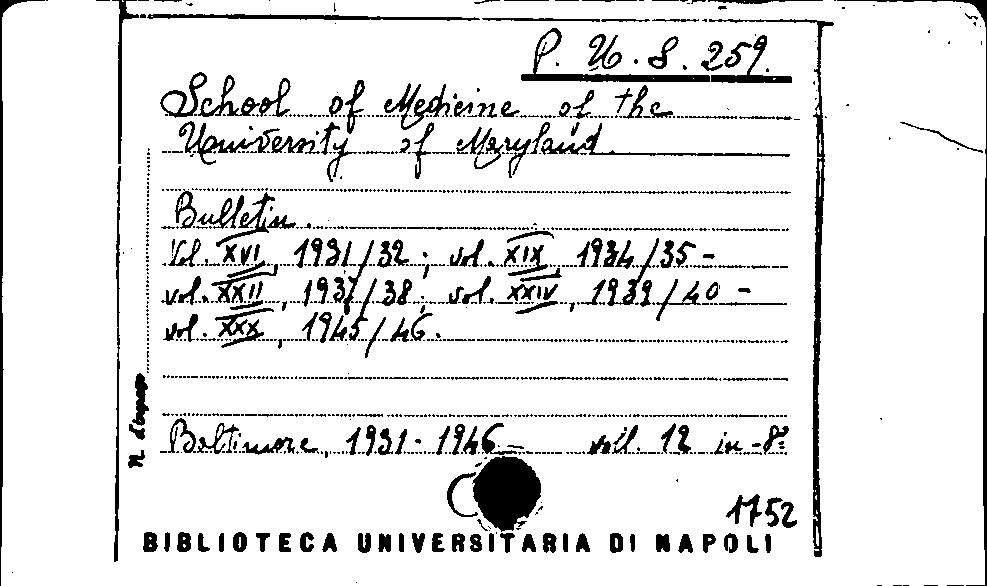 P. U. S. 259.
School of Medicine of the
University of Maryland.
Bulletin.
Vol. XVI, 1931/32; vol. XIX, 1934/35 -
vol. XXII, 1937/38; vol. XXIV, 1939/40 -
vol. XXX, 1945/46.
N. d'ingresso
Baltimore, 1931-1946 voll. 12 in-8º
1752
BIBLIOTECA UNIVERSITARIA DI NAPOLI